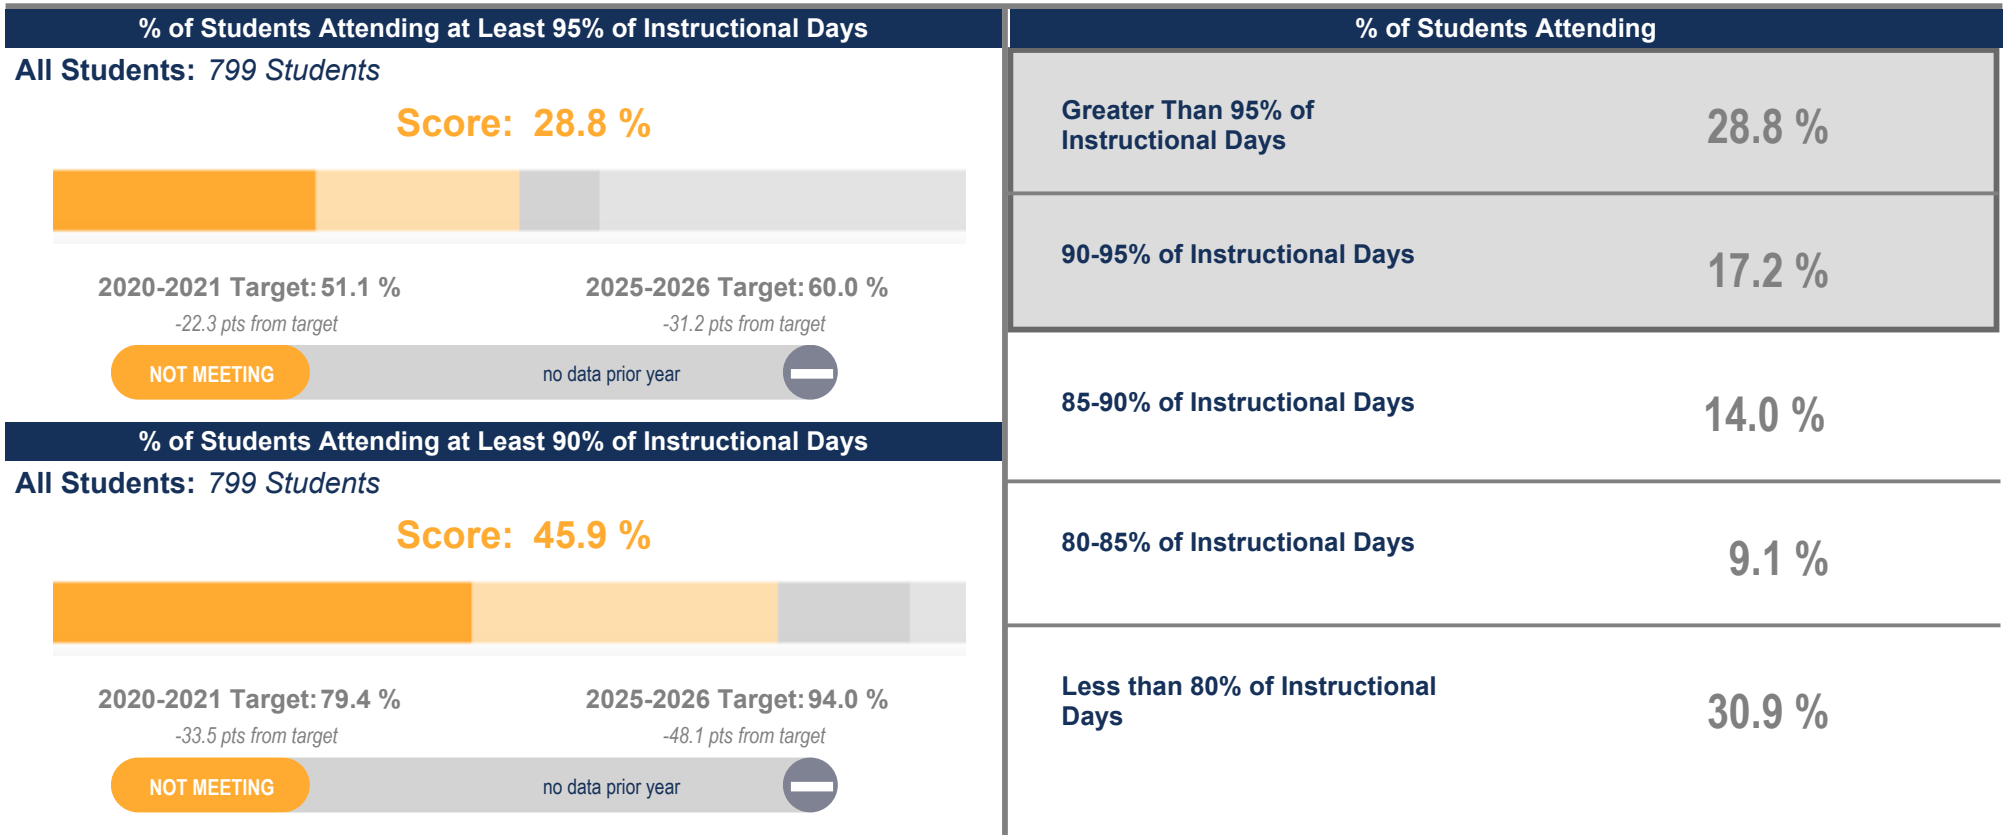 % of Students Attending at Least 95% of Instructional Days
All Students: 799 Students
Score: 28.8 %
2020-2021 Target: 51.1 % 2025-2026 Target: 60.0 %
-22.3 pts from target -31.2 pts from target
NOT MEETING no data prior year
% of Students Attending at Least 90% of Instructional Days
All Students: 799 Students
Score: 45.9 %
2020-2021 Target: 79.4 % 2025-2026 Target: 94.0 %
-33.5 pts from target -48.1 pts from target
NOT MEETING no data prior year
% of Students Attending
Greater Than 95% of
Instructional Days
28.8 %
90-95% of Instructional Days
17.2 %
85-90% of Instructional Days
14.0 %
80-85% of Instructional Days
9.1 %
Less than 80% of Instructional
Days
30.9 %